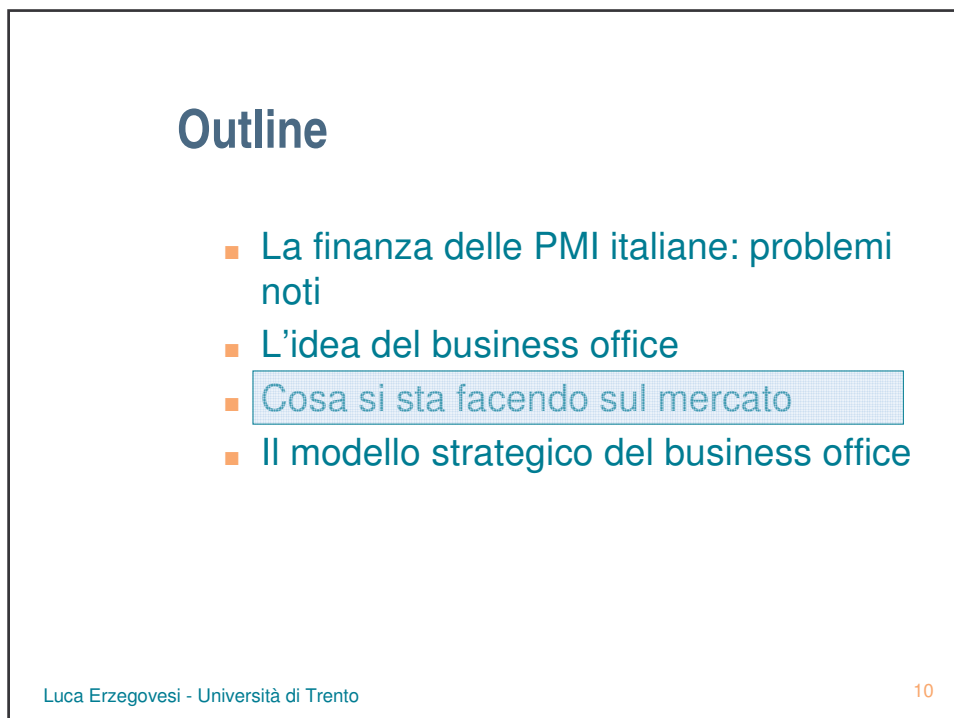 Outline
La finanza delle PMI italiane: problemi
noti
L'idea del business office
Cosa si sta facendo sul mercato
Il modello strategico del business office
Luca Erzegovesi - Università di Trento
10